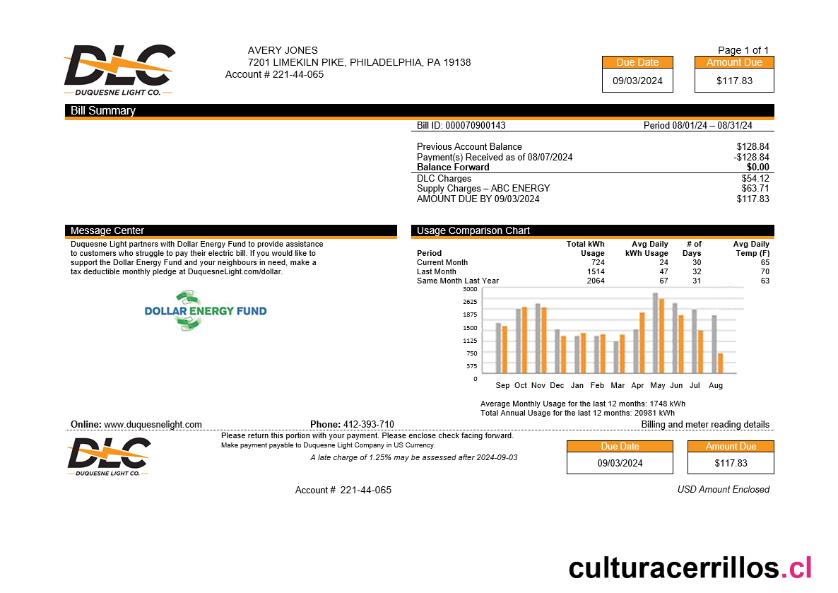 DLC
DUQUESNE LIGHT CO.
AVERY JONES
7201 LIMEKILN PIKE, PHILADELPHIA, PA 19138
Account # 221-44-065
Page 1 of 1
Due Date
Amount Due
09/03/2024
$117.83
Bill Summary
Bill ID: 000070900143 Period 08/01/24 – 08/31/24
Previous Account Balance $128.84
Payment(s) Received as of 08/07/2024 -$128.84
Balance Forward $0.00
DLC Charges $54.12
Supply Charges – ABC ENERGY $63.71
AMOUNT DUE BY 09/03/2024 $117.83
Message Center
Duquesne Light partners with Dollar Energy Fund to provide assistance
to customers who struggle to pay their electric bill. If you would like to
support the Dollar Energy Fund and your neighbours in need, make a
tax deductible monthly pledge at DuquesneLight.com/dollar.
DOLLAR ENERGY FUND
Usage Comparison Chart
Period Total kWh Usage Avg Daily kWh Usage # of Days Avg Daily Temp (F)
Current Month 724 24 30 65
Last Month 1514 47 32 70
Same Month Last Year 2064 67 31 63
3000
2625
1875
1500
1125
750
575
0
Sep Oct Nov Dec Jan Feb Mar Apr May Jun Jul Aug
Average Monthly Usage for the last 12 months: 1748 kWh
Total Annual Usage for the last 12 months: 20981 kWh
Online: www.duquesnelight.com Phone: 412-393-710 Billing and meter reading details
DLC
DUQUESNE LIGHT CO.
Please return this portion with your payment. Please enclose check facing forward.
Make payment payable to Duquesne Light Company in US Currency.
A late charge of 1.25% may be assessed after 2024-09-03
Due Date
Amount Due
09/03/2024
$117.83
Account # 221-44-065
USD Amount Enclosed
culturacerrillos.cl